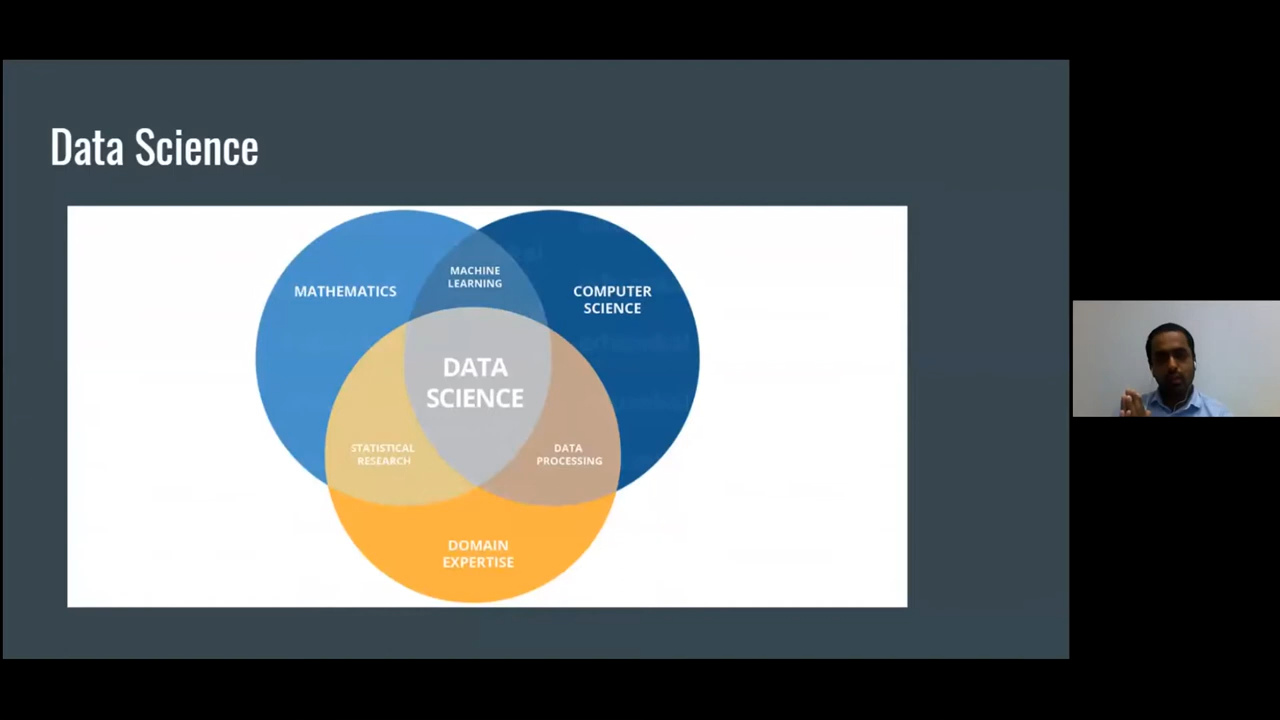 Data Science
MATHEMATICS
MACHINE
LEARNING
COMPUTER
SCIENCE
DATA
SCIENCE
STATISTICAL
RESEARCH
DATA
PROCESSING
DOMAIN
EXPERTISE